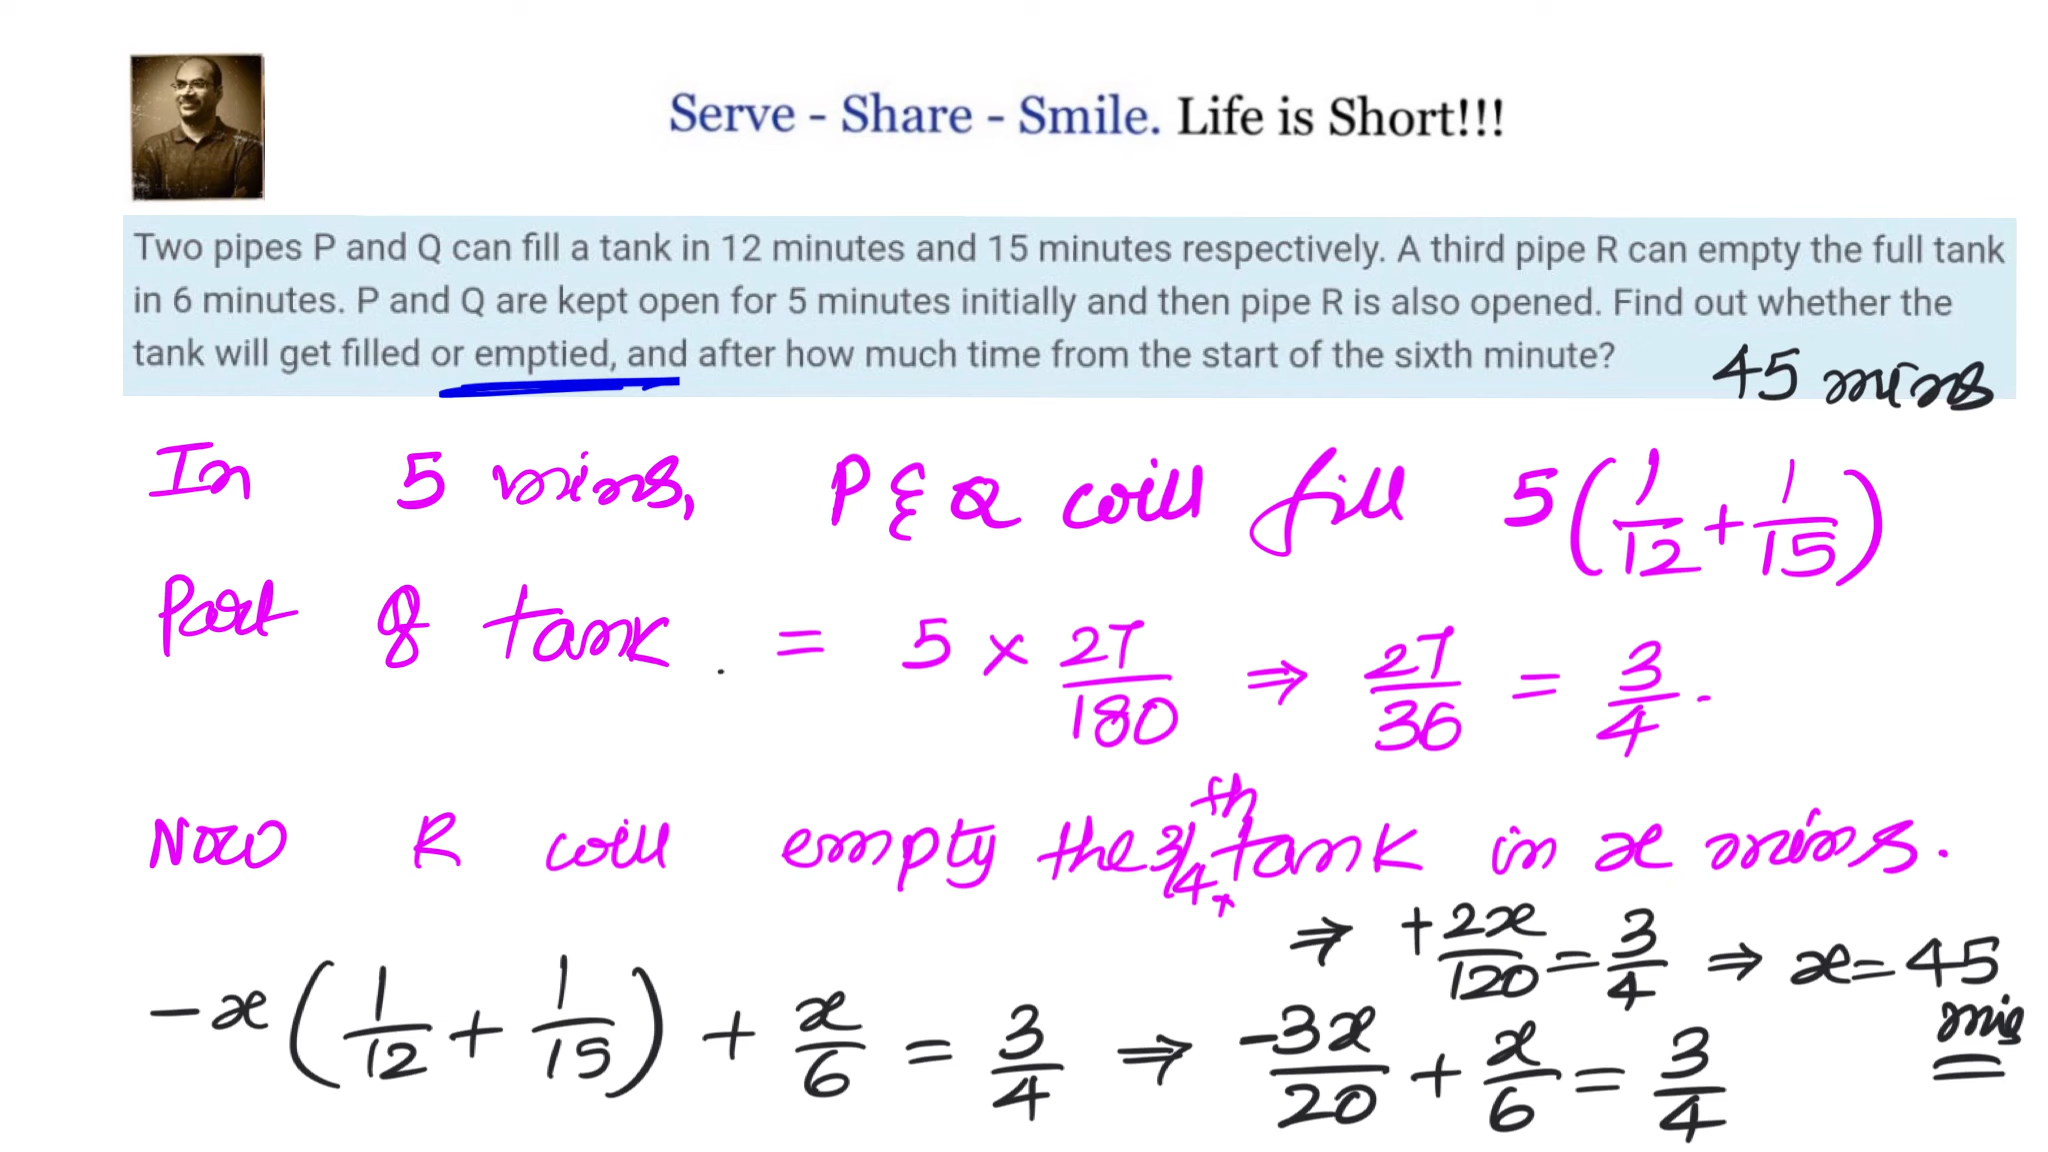 Serve - Share - Smile. Life is Short!!!
Two pipes P and Q can fill a tank in 12 minutes and 15 minutes respectively. A third pipe R can empty the full tank
in 6 minutes. P and Q are kept open for 5 minutes initially and then pipe R is also opened. Find out whether the
tank will get filled or emptied, and after how much time from the start of the sixth minute?
45 mins
In 5 mins, P & Q will fill 5(1/12 + 1/15)
Part of tank. = 5 × 27/180 ⇒ 27/36 = 3/4.
Now R will empty the 3/4th tank in x mins.
-x(1/12 + 1/15) + x/6 = 3/4 ⇒ -3x/20 + x/6 = 3/4
⇒ +2x/120 = 3/4 ⇒ x = 45
mis